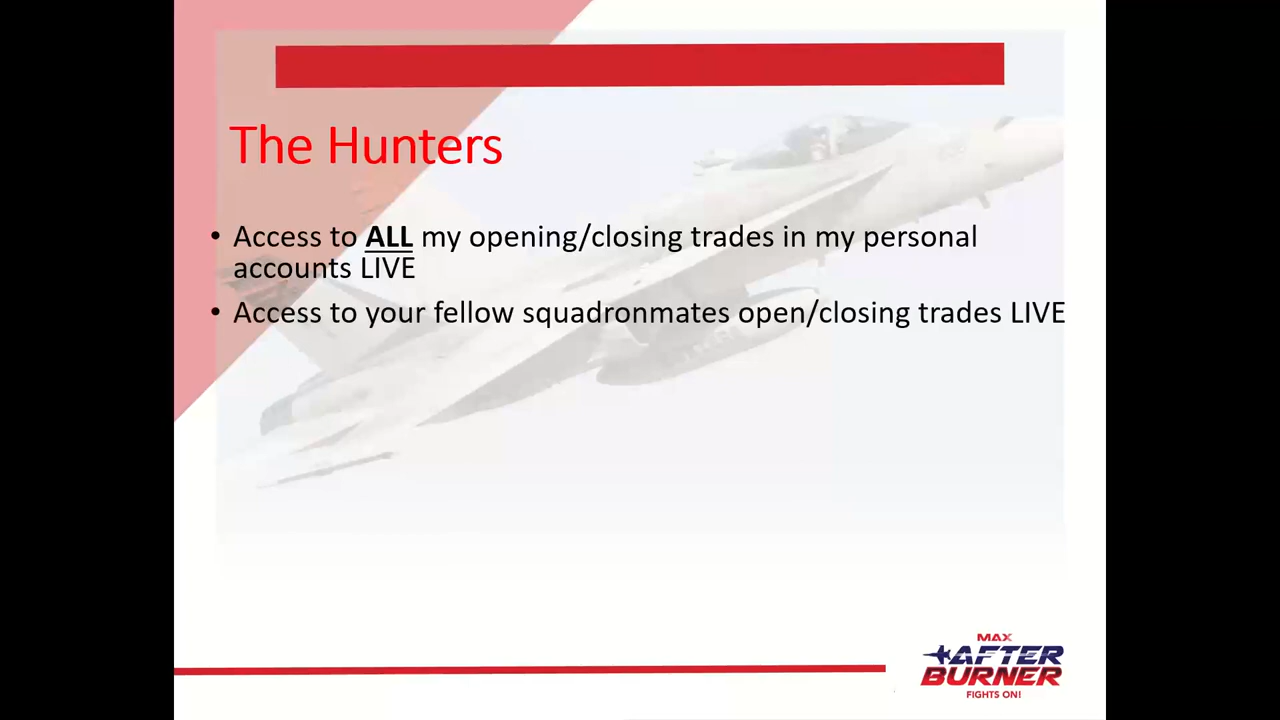 The Hunters
• Access to ALL my opening/closing trades in my personal
accounts LIVE
• Access to your fellow squadronmates open/closing trades LIVE
MAX
AFTER
BURNER
FIGHTS ON!